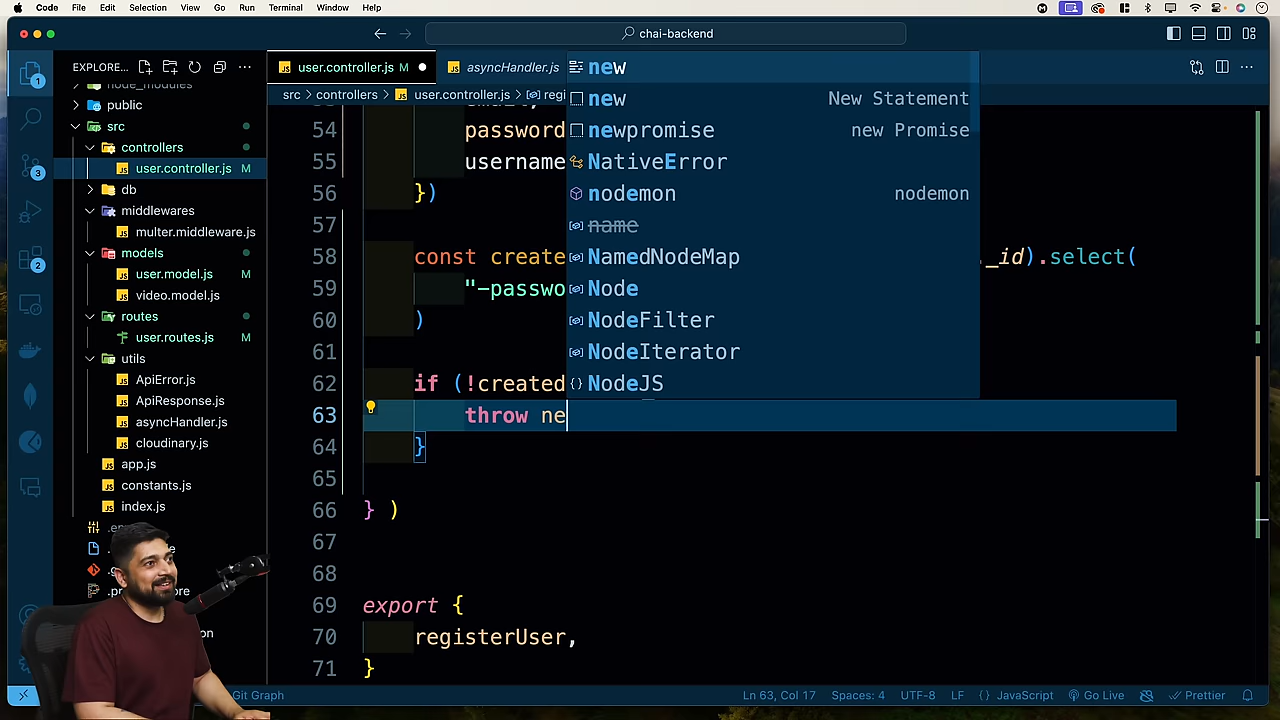 Code File Edit Selection View Go Run Terminal Window Help
chai-backend
EXPLORE...
user.controller.js M
asyncHandler.js
src > controllers > user.controller.js >
node_modules
public
src
controllers
user.controller.js M
db
middlewares
multer.middleware.js
models
user.model.js M
video.model.js
routes
user.routes.js M
utils
ApiError.js
ApiResponse.js
asyncHandler.js
cloudinary.js
app.js
constants.js
index.js
1
3
2
54 password
55 username
56 })
57
58 const create _id).select(
59 "-passwo
60 )
61
62 if (!created
63 throw ne
64 }
65
66 } )
67
68
69 export {
70 registerUser,
71 }
new
new New Statement
newpromise new Promise
NativeError
nodemon nodemon
name
NamedNodeMap
Node
NodeFilter
NodeIterator
NodeJS
Git Graph
Ln 63, Col 17 Spaces: 4 UTF-8 LF {} JavaScript Go Live Prettier